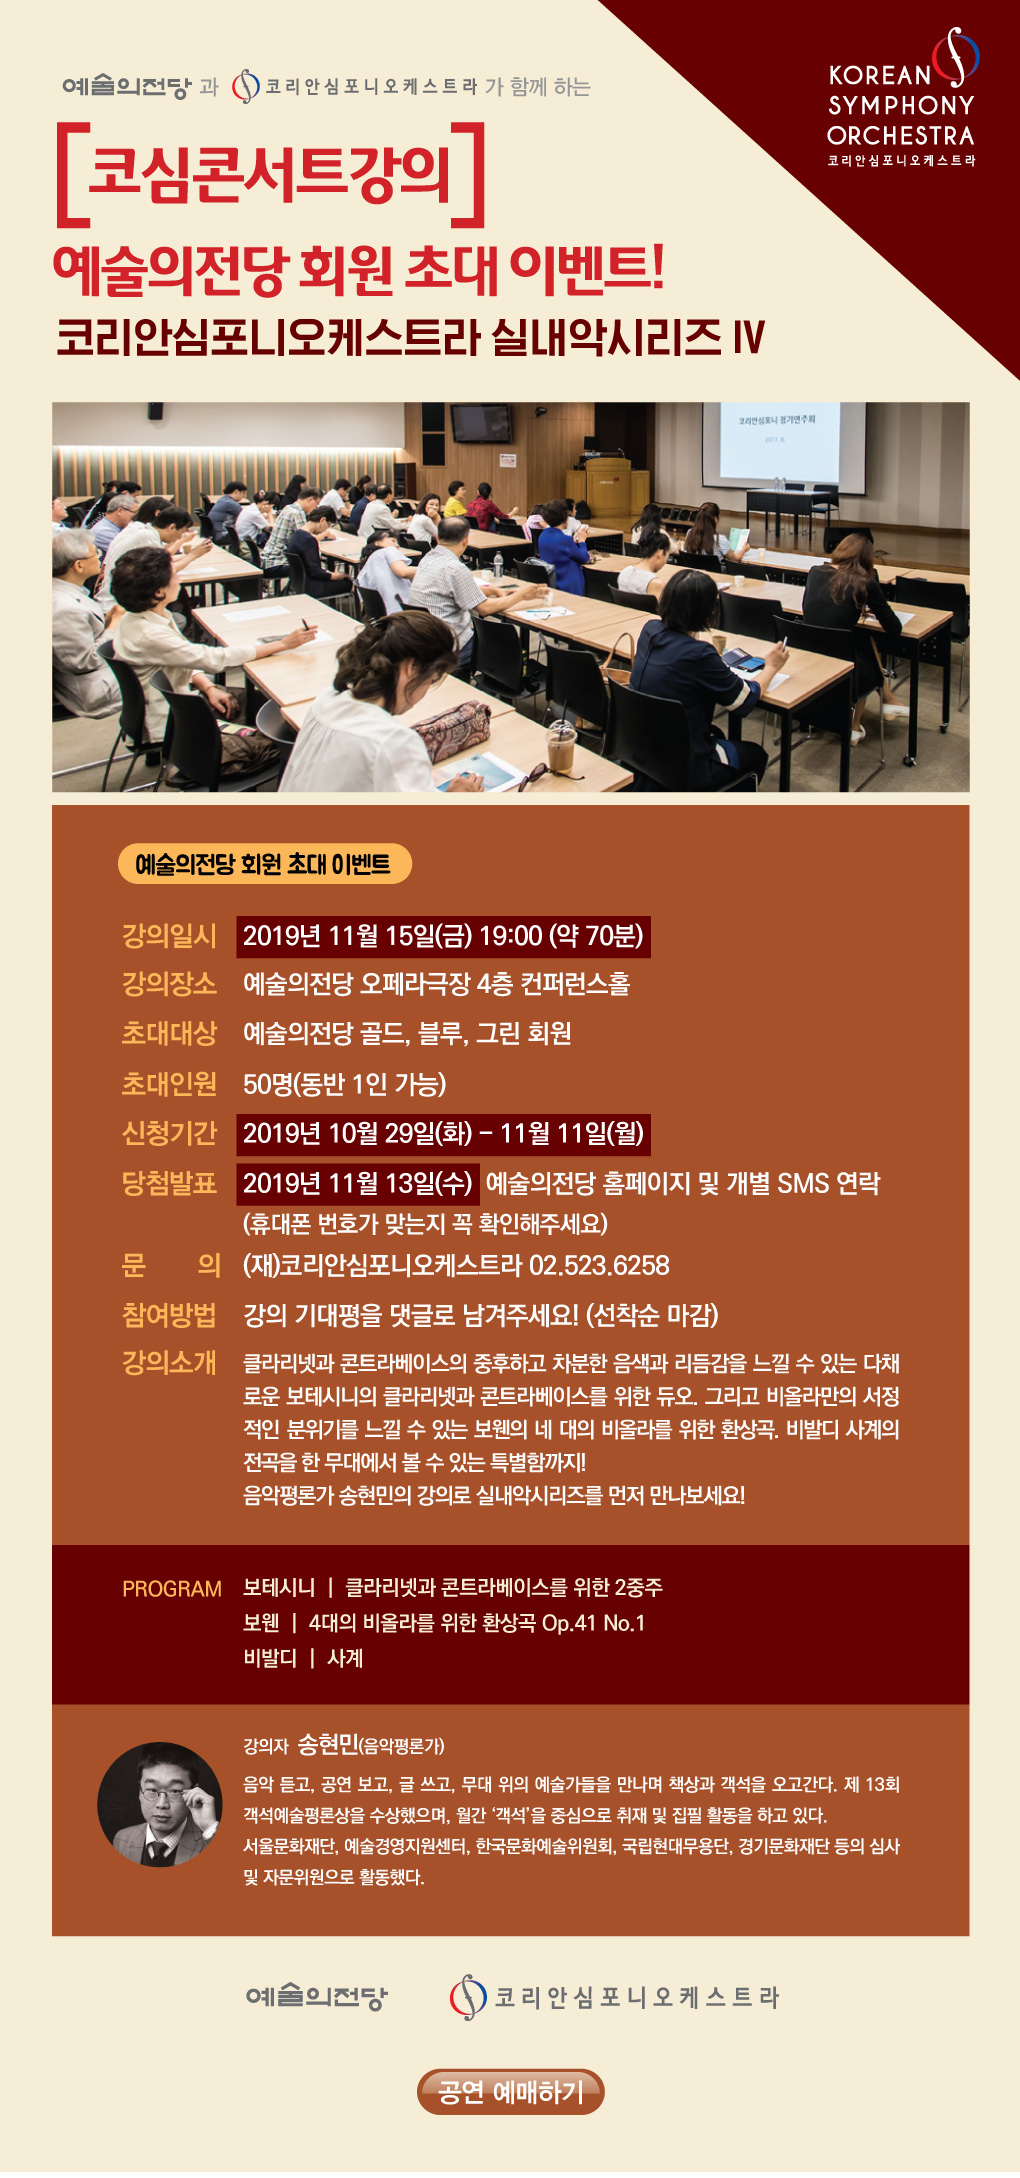 예술의전당과 코리안심포니오케스트라가 함께 하는
KOREAN
SYMPHONY
ORCHESTRA
코리안심포니오케스트라
[코심콘서트강의]
예술의전당 회원 초대 이벤트!
코리안심포니오케스트라 실내악시리즈 Ⅳ
코리안심포니 정기연주회
2017. 8.
예술의전당 회원 초대 이벤트
강의일시 2019년 11월 15일(금) 19:00 (약 70분)
강의장소 예술의전당 오페라극장 4층 컨퍼런스홀
초대대상 예술의전당 골드, 블루, 그린 회원
초대인원 50명(동반 1인 가능)
신청기간 2019년 10월 29일(화) – 11월 11일(월)
당첨발표 2019년 11월 13일(수) 예술의전당 홈페이지 및 개별 SMS 연락
(휴대폰 번호가 맞는지 꼭 확인해주세요)
문 의 (재)코리안심포니오케스트라 02.523.6258
참여방법 강의 기대평을 댓글로 남겨주세요! (선착순 마감)
강의소개 클라리넷과 콘트라베이스의 중후하고 차분한 음색과 리듬감을 느낄 수 있는 다채
로운 보테시니의 클라리넷과 콘트라베이스를 위한 듀오. 그리고 비올라만의 서정
적인 분위기를 느낄 수 있는 보웬의 네 대의 비올라를 위한 환상곡. 비발디 사계의
전곡을 한 무대에서 볼 수 있는 특별함까지!
음악평론가 송현민의 강의로 실내악시리즈를 먼저 만나보세요!
PROGRAM 보테시니 | 클라리넷과 콘트라베이스를 위한 2중주
보웬 | 4대의 비올라를 위한 환상곡 Op.41 No.1
비발디 | 사계
강의자 송현민(음악평론가)
음악 듣고, 공연 보고, 글 쓰고, 무대 위의 예술가들을 만나며 책상과 객석을 오고간다. 제 13회
객석예술평론상을 수상했으며, 월간 ‘객석’을 중심으로 취재 및 집필 활동을 하고 있다.
서울문화재단, 예술경영지원센터, 한국문화예술위원회, 국립현대무용단, 경기문화재단 등의 심사
및 자문위원으로 활동했다.
예술의전당 코리안심포니오케스트라
공연 예매하기